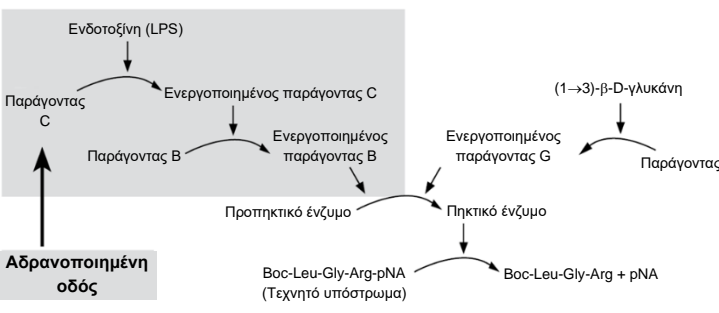 Ενδοτοξίνη (LPS)
Παράγοντας
C
Ενεργοποιημένος παράγοντας C
(1→3)-β-D-γλυκάνη
Παράγοντας Β
Ενεργοποιημένος
παράγοντας Β
Ενεργοποιημένος
παράγοντας G
Παράγοντας
Προπηκτικό ένζυμο
Πηκτικό ένζυμο
Αδρανοποιημένη
οδός
Boc-Leu-Gly-Arg-pNA
(Τεχνητό υπόστρωμα)
Boc-Leu-Gly-Arg + pNA